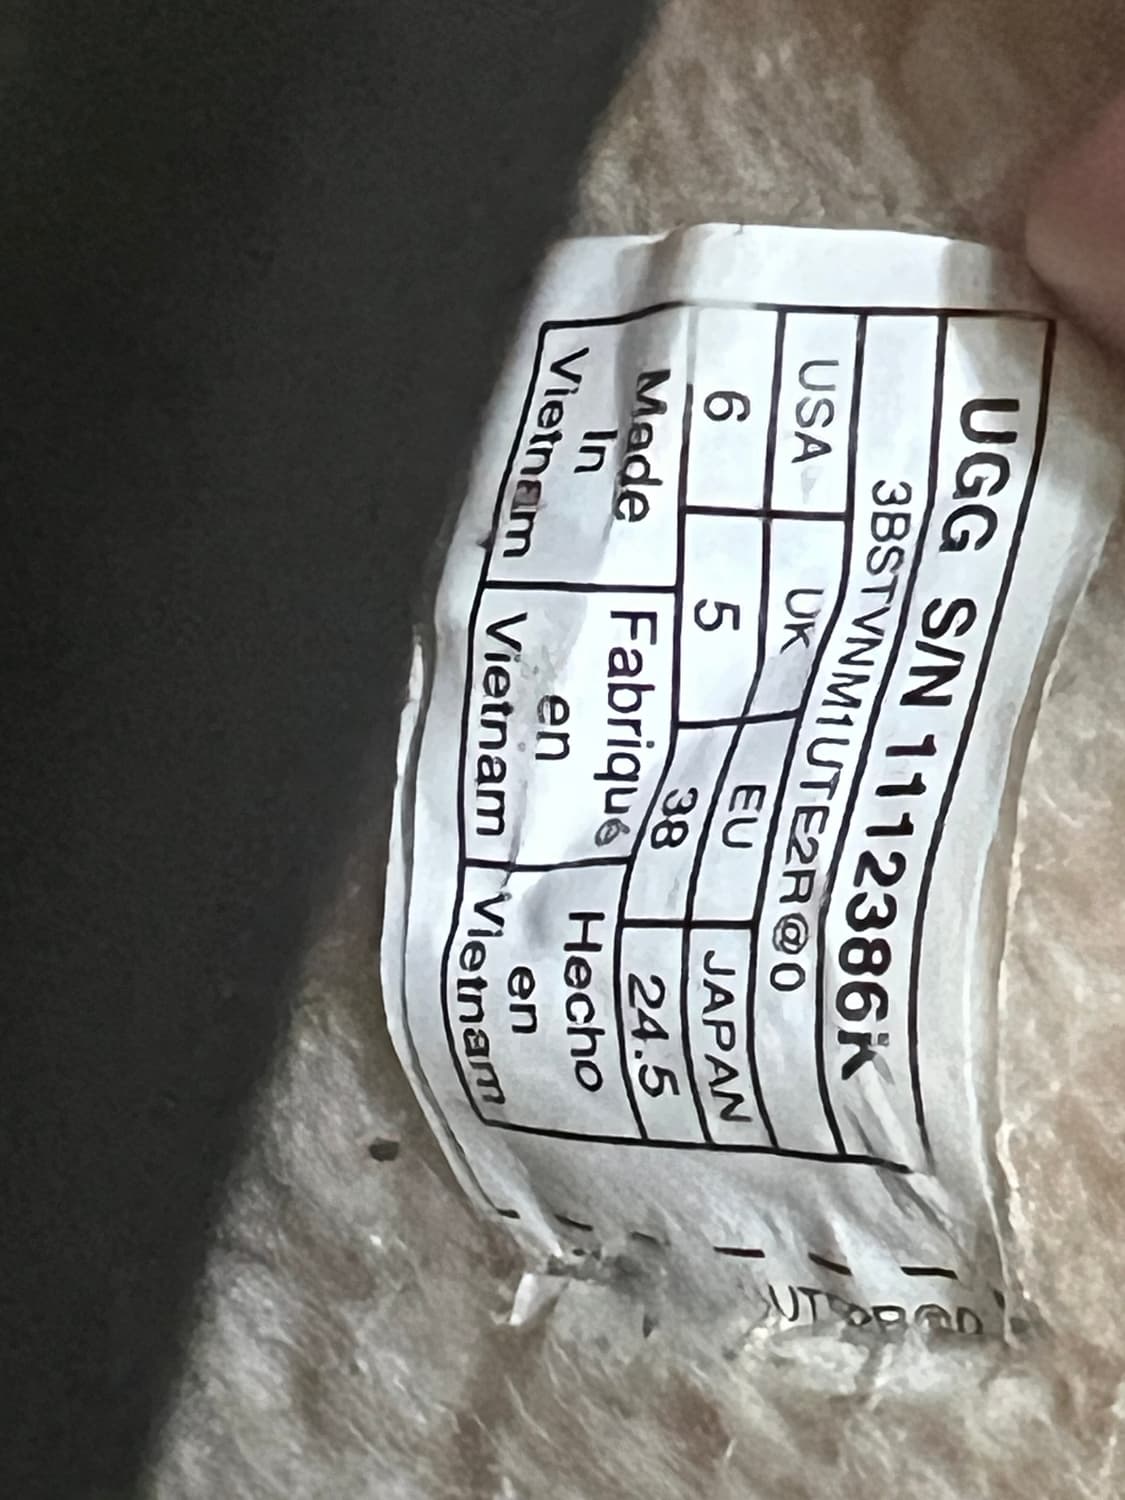 UGG S/N 1112386K
3BSTVNM1UTE2R@0
USA UK EU JAPAN
6 5 38 24.5
Made Fabriqué Hecho
In en en
Vietnam Vietnam Vietnam